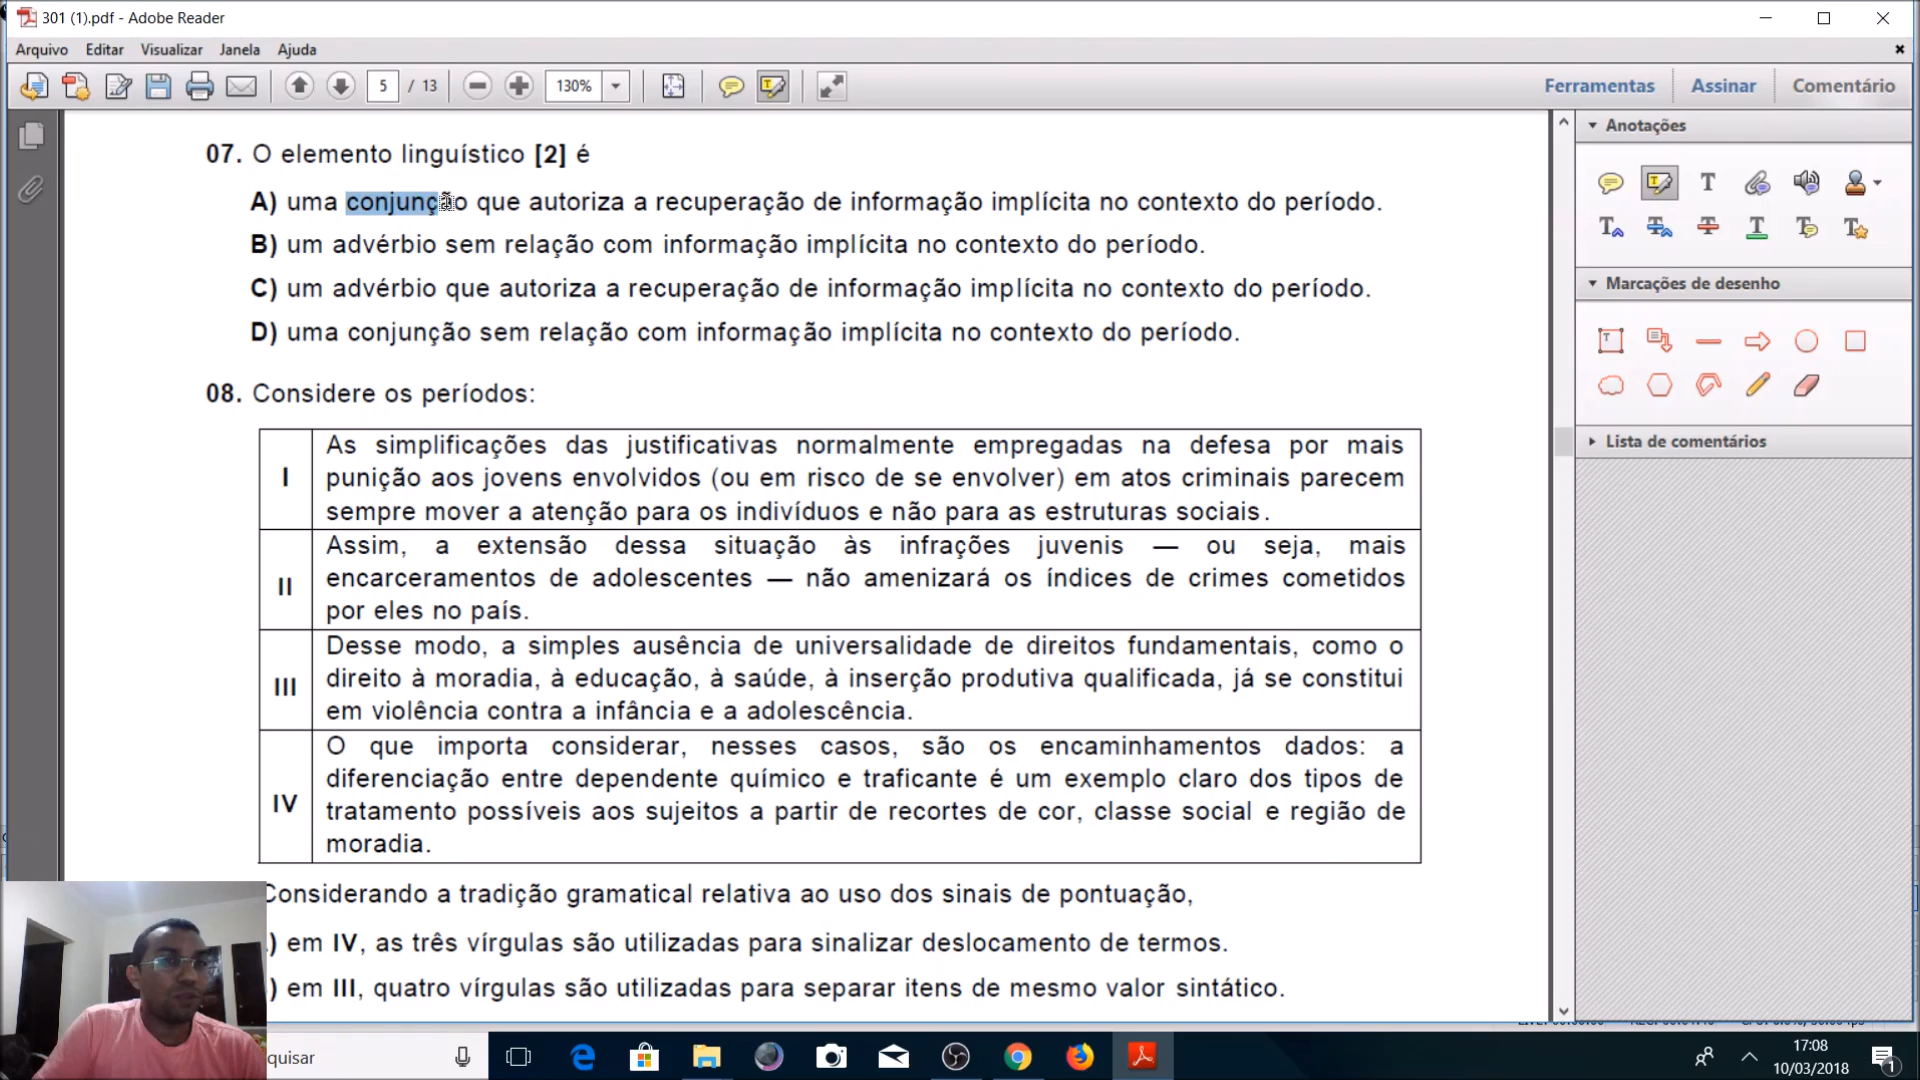 301 (1).pdf - Adobe Reader
Arquivo Editar Visualizar Janela Ajuda
5 / 13 130% Ferramentas Assinar Comentário
Anotações
Marcações de desenho
Lista de comentários
07. O elemento linguístico [2] é
A) uma conjunção que autoriza a recuperação de informação implícita no contexto do período.
B) um advérbio sem relação com informação implícita no contexto do período.
C) um advérbio que autoriza a recuperação de informação implícita no contexto do período.
D) uma conjunção sem relação com informação implícita no contexto do período.
08. Considere os períodos:
I
As simplificações das justificativas normalmente empregadas na defesa por mais
punição aos jovens envolvidos (ou em risco de se envolver) em atos criminais parecem
sempre mover a atenção para os indivíduos e não para as estruturas sociais.
II
Assim, a extensão dessa situação às infrações juvenis — ou seja, mais
encarceramentos de adolescentes — não amenizará os índices de crimes cometidos
por eles no país.
III
Desse modo, a simples ausência de universalidade de direitos fundamentais, como o
direito à moradia, à educação, à saúde, à inserção produtiva qualificada, já se constitui
em violência contra a infância e a adolescência.
IV
O que importa considerar, nesses casos, são os encaminhamentos dados: a
diferenciação entre dependente químico e traficante é um exemplo claro dos tipos de
tratamento possíveis aos sujeitos a partir de recortes de cor, classe social e região de
moradia.
Considerando a tradição gramatical relativa ao uso dos sinais de pontuação,
) em IV, as três vírgulas são utilizadas para sinalizar deslocamento de termos.
) em III, quatro vírgulas são utilizadas para separar itens de mesmo valor sintático.
quisar
17:08
10/03/2018
1